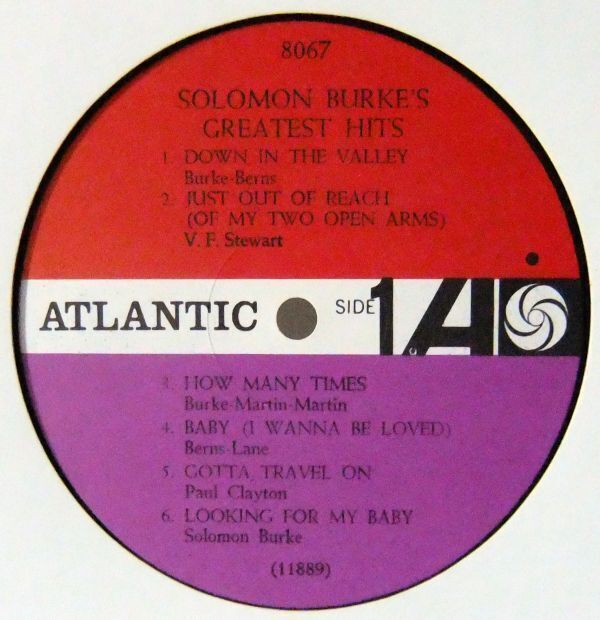 8067
SOLOMON BURKE'S
GREATEST HITS
1. DOWN IN THE VALLEY
Burke-Berns
2. JUST OUT OF REACH
(OF MY TWO OPEN ARMS)
V. F. Stewart
ATLANTIC SIDE 1 A
3. HOW MANY TIMES
Burke-Martin-Martin
4. BABY (I WANNA BE LOVED)
Berns-Lane
5. GOTTA TRAVEL ON
Paul Clayton
6. LOOKING FOR MY BABY
Solomon Burke
(11889)